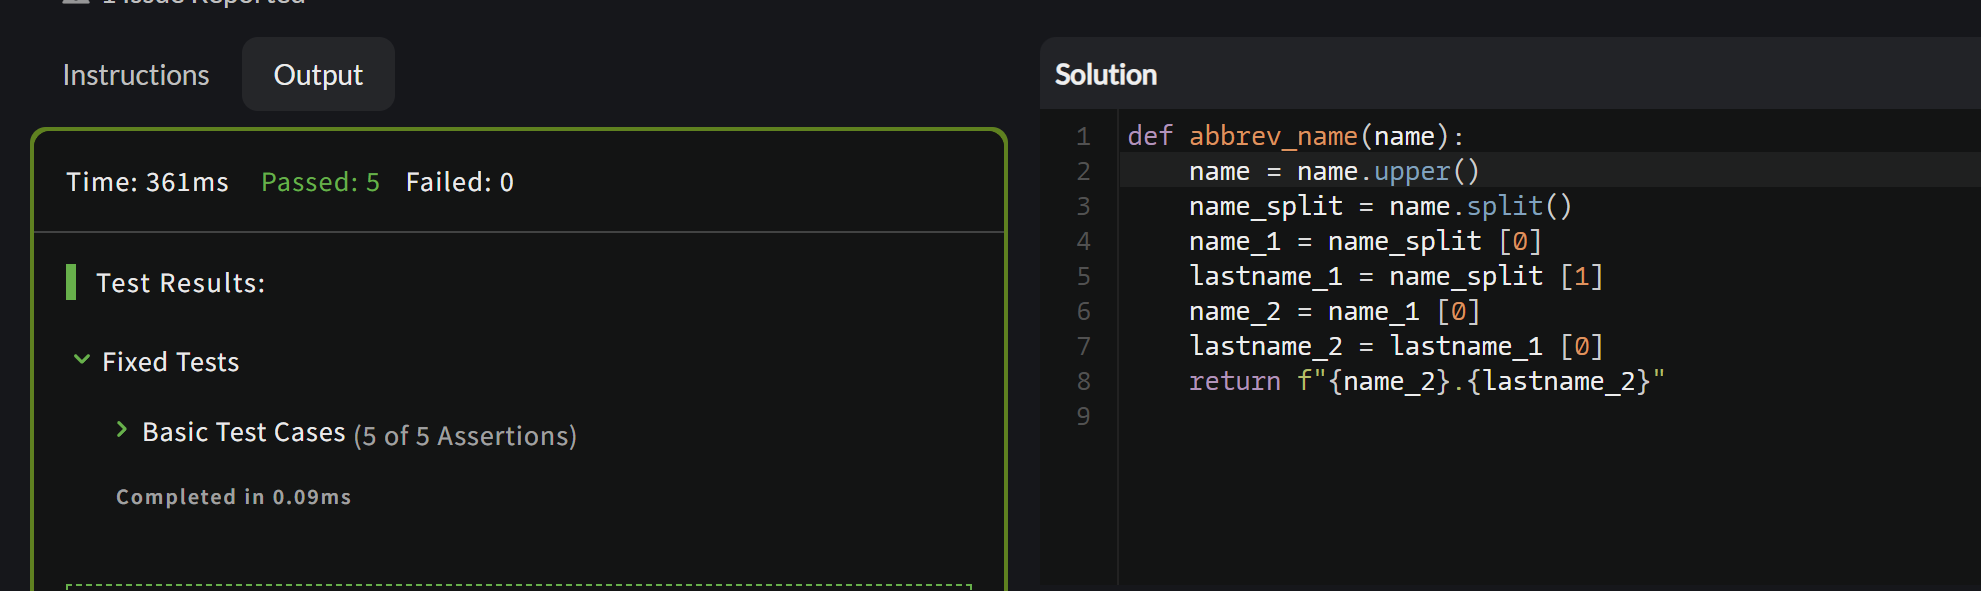 1 Issue Reported
Instructions
Output
Time: 361ms Passed: 5 Failed: 0
Test Results:
Fixed Tests
Basic Test Cases (5 of 5 Assertions)
Completed in 0.09ms
Solution
1 def abbrev_name(name):
2     name = name.upper()
3     name_split = name.split()
4     name_1 = name_split [0]
5     lastname_1 = name_split [1]
6     name_2 = name_1 [0]
7     lastname_2 = lastname_1 [0]
8     return f"{name_2}.{lastname_2}"
9